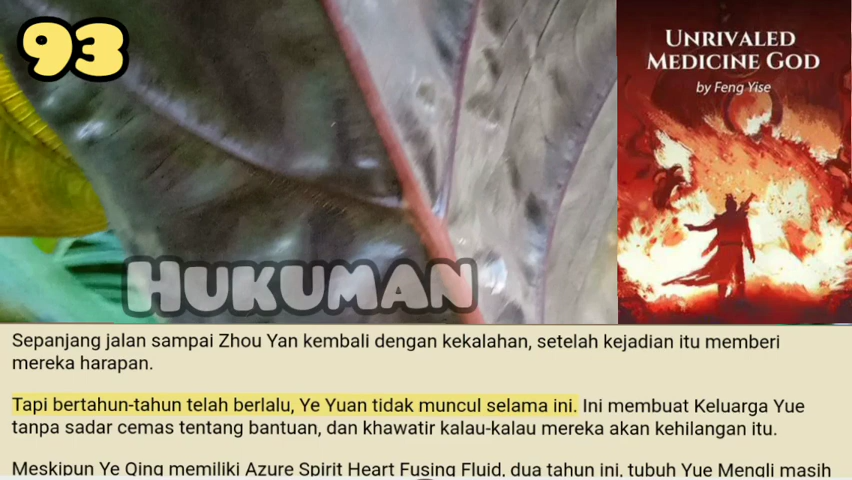 93
UNRIVALED
MEDICINE GOD
by Feng Yise
HUKUMAN
Sepanjang jalan sampai Zhou Yan kembali dengan kekalahan, setelah kejadian itu memberi
mereka harapan.
Tapi bertahun-tahun telah berlalu, Ye Yuan tidak muncul selama ini. Ini membuat Keluarga Yue
tanpa sadar cemas tentang bantuan, dan khawatir kalau-kalau mereka akan kehilangan itu.
Meskipun Ye Qing memiliki Azure Spirit Heart Fusing Fluid, dua tahun ini, tubuh Yue Mengli masih